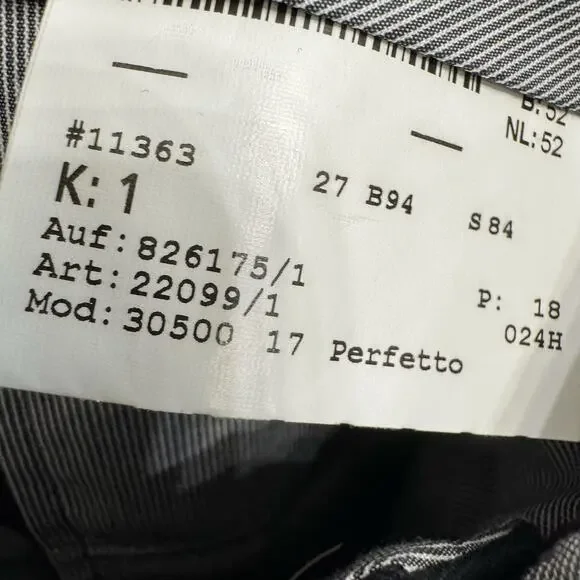 B:52
NL:52
#11363
K: 1
27 B94 S 84
Auf: 826175/1
Art: 22099/1
P: 18
Mod: 30500 17 Perfetto
024H